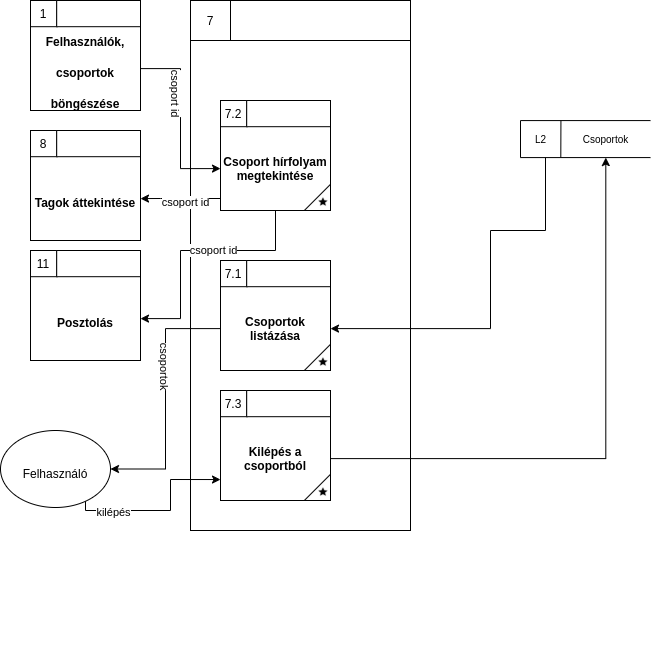 1
Felhasználók,
csoportok
böngészése
7
csoport id
7.2
Csoport hírfolyam
megtekintése
L2
Csoportok
8
Tagok áttekintése
csoport id
csoport id
11
Posztolás
7.1
Csoportok
listázása
csoportok
7.3
Kilépés a
csoportból
Felhasználó
kilépés